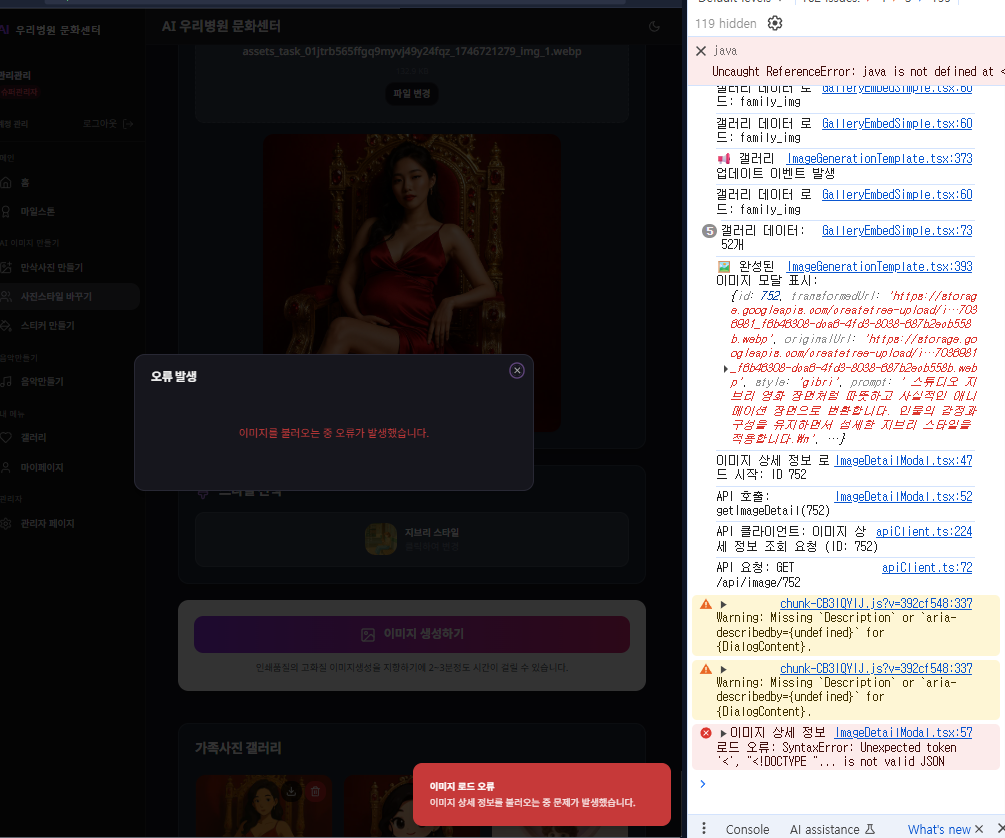 AI 우리병원 문화센터
AI 우리병원 문화센터
관리관리
슈퍼관리자
계정 관리
로그아웃
메인
홈
마일스톤
AI 이미지 만들기
만삭사진 만들기
사진스타일 바꾸기
스티커 만들기
음악만들기
음악만들기
내 메뉴
갤러리
마이페이지
관리자
관리자 페이지
assets_task_01jtrb565ffgq9myvj49y24fqz_1746721279_img_1.webp
파일 변경
오류 발생
이미지를 불러오는 중 오류가 발생했습니다.
지브리 스타일
클릭하여 변경
이미지 생성하기
인쇄품질의 고화질 이미지생성을 지향하기에 2~3분정도 시간이 걸릴 수 있습니다.
가족사진 갤러리
이미지 로드 오류
이미지 상세 정보를 불러오는 중 문제가 발생했습니다.
119 hidden
java
Uncaught ReferenceError: java is not defined at <
갤러리 데이터 로 GalleryEmbedSimple.tsx:60
드: family_img
갤러리 데이터 로 GalleryEmbedSimple.tsx:60
드: family_img
📢 갤러리 ImageGenerationTemplate.tsx:373
업데이트 이벤트 발생
갤러리 데이터 로 GalleryEmbedSimple.tsx:60
드: family_img
5 갤러리 데이터: GalleryEmbedSimple.tsx:73
52개
🖼️ 완성된 ImageGenerationTemplate.tsx:393
이미지 모달 표시:
{id: 752, transformedUrl: 'https://storag
e.googleapis.com/createtree-upload/i…7036
6981_f6b46308-dca6-4fd3-8038-687b2eob558
b.webp', originalUrl: 'https://storage.go
ogleapis.com/createtree-upload/i…7036981
_f6b46308-dca6-4fd3-8038-687b2eob558b.web
p', style: 'gibri', prompt: ' 스튜디오 지
브리 영화 장면처럼 따뜻하고 사실적인 애니
메이션 장면으로 변환합니다. 인물의 감정과
구성을 유지하면서 섬세한 지브리 스타일을
적용합니다.\n', …}
이미지 상세 정보 로 ImageDetailModal.tsx:47
드 시작: ID 752
API 호출: ImageDetailModal.tsx:52
getImageDetail(752)
API 클라이언트: 이미지 상 apiClient.ts:224
세 정보 조회 요청 (ID: 752)
API 요청: GET apiClient.ts:72
/api/image/752
chunk-CB3IQYIJ.js?v=392cf548:337
Warning: Missing `Description` or `aria-
describedby={undefined}` for
{DialogContent}.
chunk-CB3IQYIJ.js?v=392cf548:337
Warning: Missing `Description` or `aria-
describedby={undefined}` for
{DialogContent}.
이미지 상세 정보 ImageDetailModal.tsx:57
로드 오류: SyntaxError: Unexpected token
'<', "<!DOCTYPE "... is not valid JSON
Console AI assistance What's new